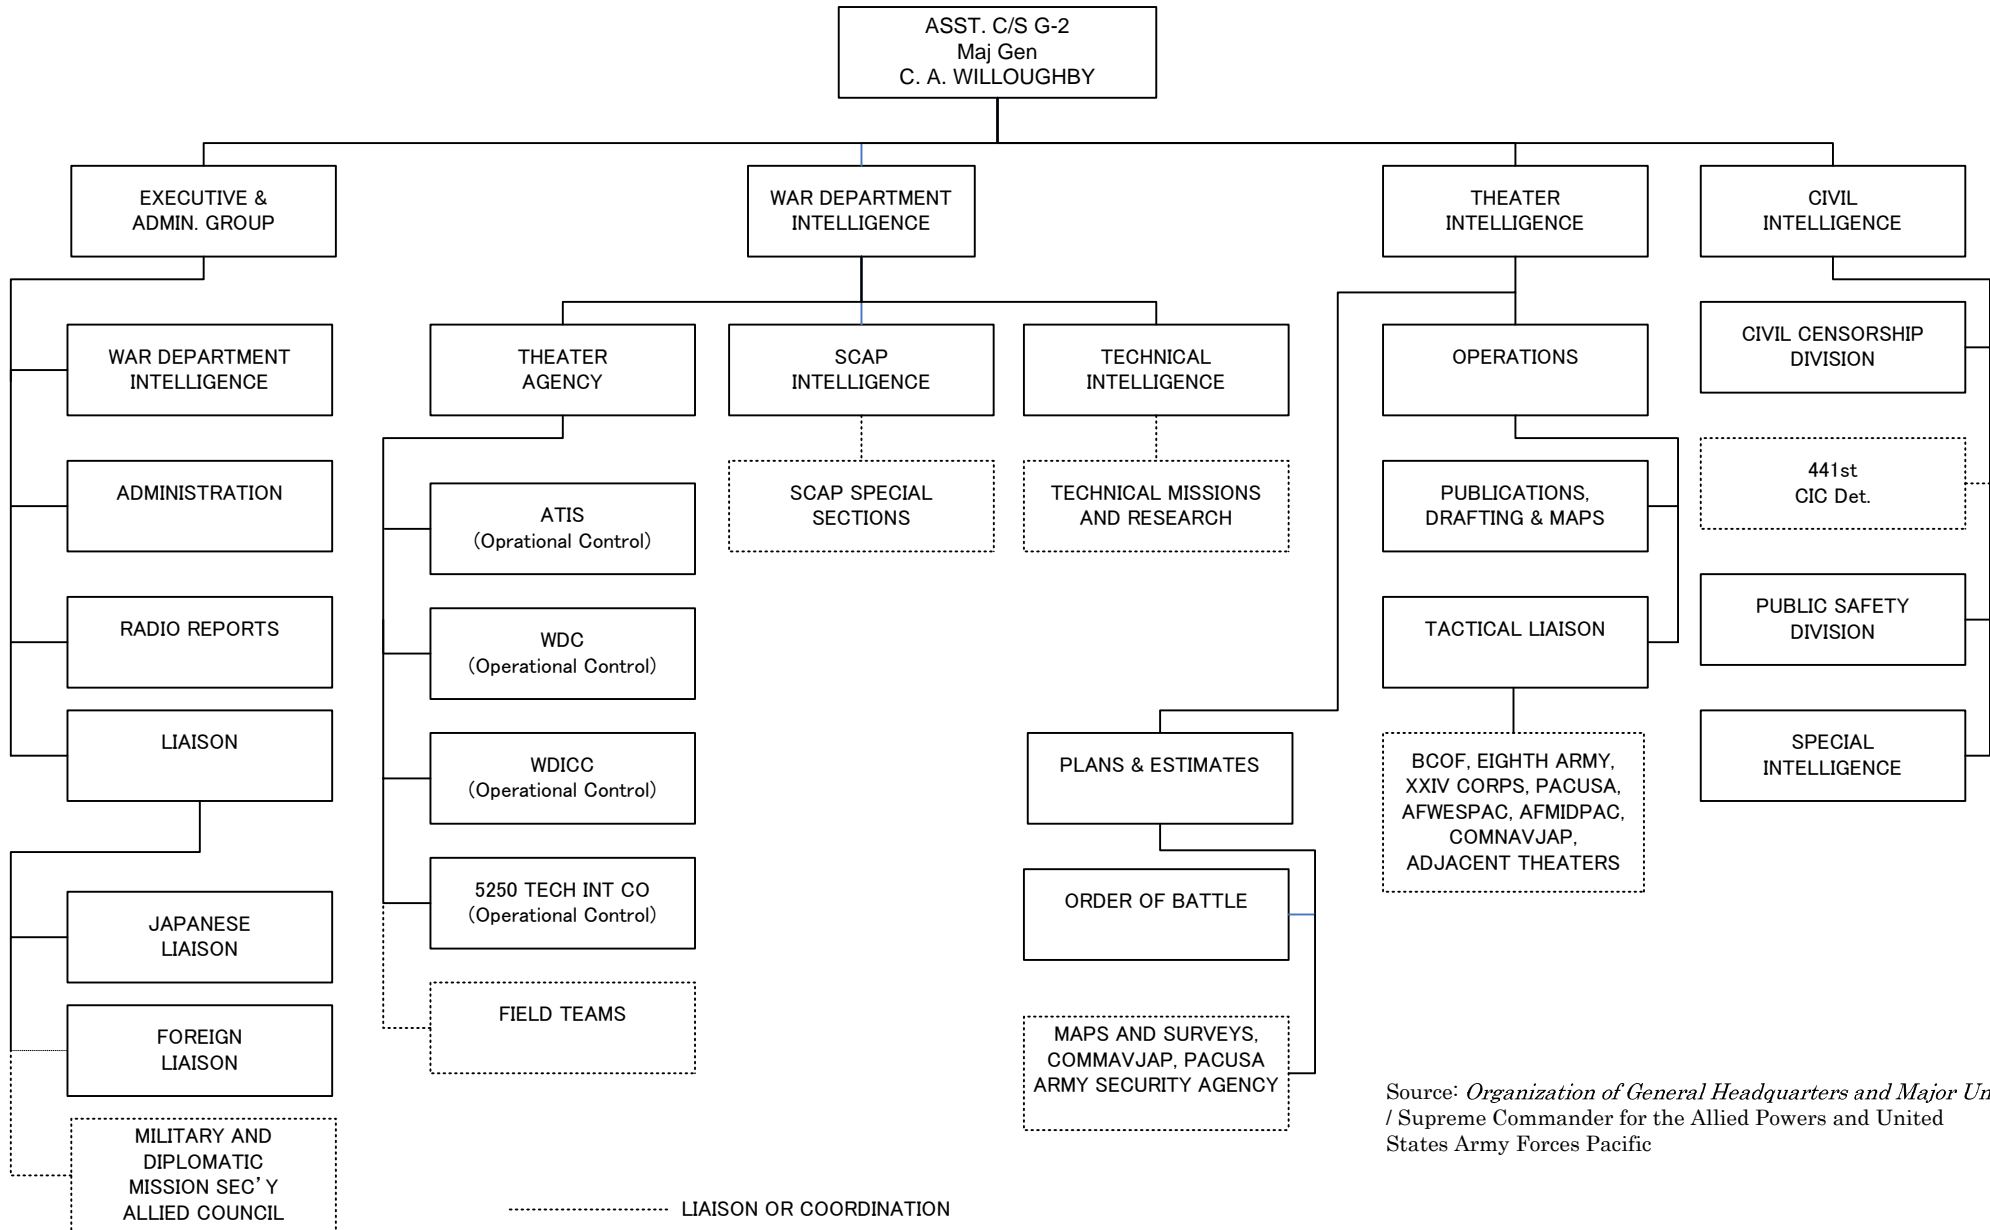 ASST. C/S G-2
Maj Gen
C. A. WILLOUGHBY
EXECUTIVE &
ADMIN. GROUP
WAR DEPARTMENT
INTELLIGENCE
THEATER
INTELLIGENCE
CIVIL
INTELLIGENCE
WAR DEPARTMENT
INTELLIGENCE
ADMINISTRATION
RADIO REPORTS
LIAISON
JAPANESE
LIAISON
FOREIGN
LIAISON
MILITARY AND
DIPLOMATIC
MISSION SEC'Y
ALLIED COUNCIL
THEATER
AGENCY
SCAP
INTELLIGENCE
TECHNICAL
INTELLIGENCE
ATIS
(Oprational Control)
WDC
(Operational Control)
WDICC
(Operational Control)
5250 TECH INT CO
(Operational Control)
FIELD TEAMS
SCAP SPECIAL
SECTIONS
TECHNICAL MISSIONS
AND RESEARCH
OPERATIONS
PUBLICATIONS,
DRAFTING & MAPS
TACTICAL LIAISON
BCOF, EIGHTH ARMY,
XXIV CORPS, PACUSA,
AFWESPAC, AFMIDPAC,
COMNAVJAP,
ADJACENT THEATERS
PLANS & ESTIMATES
ORDER OF BATTLE
MAPS AND SURVEYS,
COMMAVJAP, PACUSA
ARMY SECURITY AGENCY
CIVIL CENSORSHIP
DIVISION
441st
CIC Det.
PUBLIC SAFETY
DIVISION
SPECIAL
INTELLIGENCE
Source: Organization of General Headquarters and Major Un
/ Supreme Commander for the Allied Powers and United
States Army Forces Pacific
LIAISON OR COORDINATION